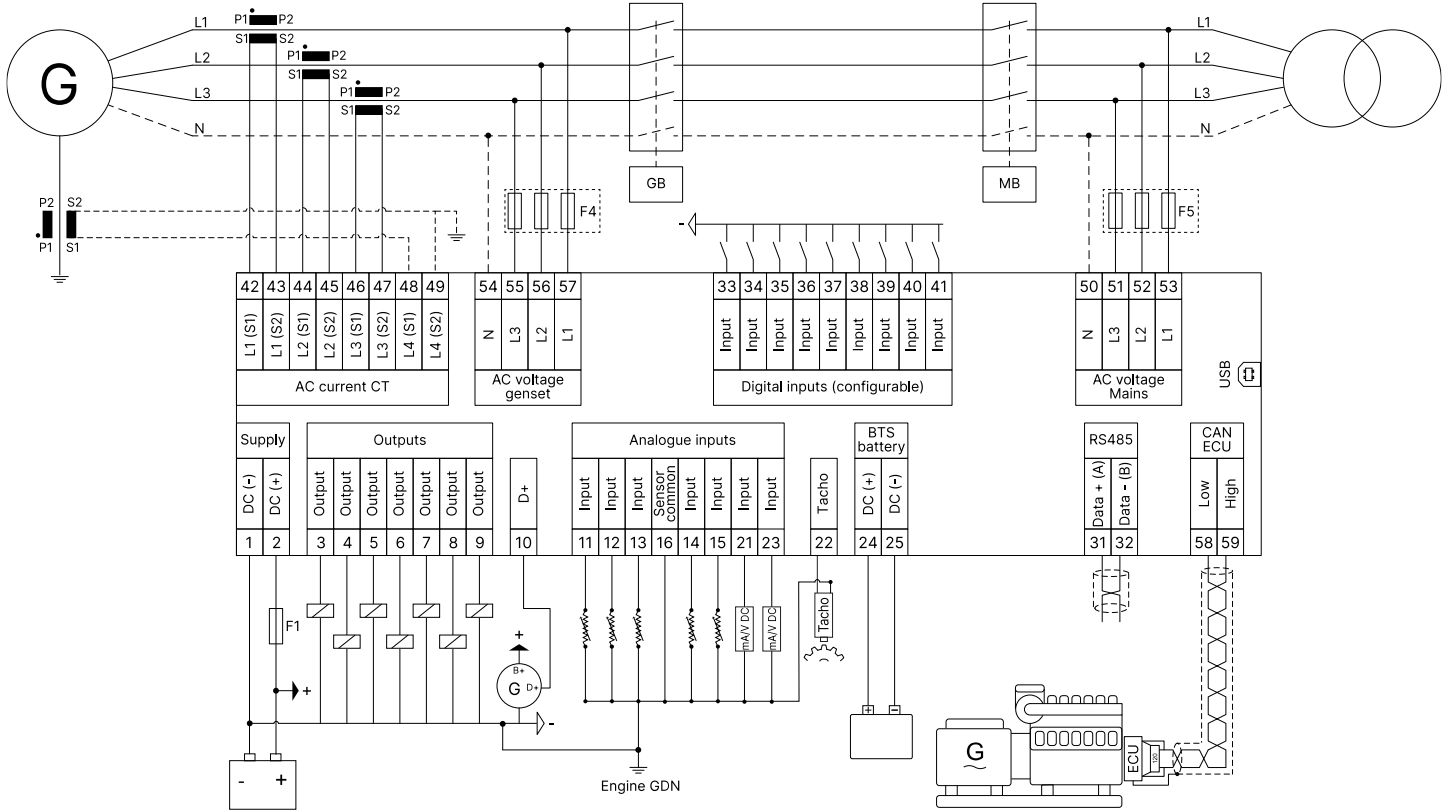 L1
P1 P2
S1 S2
L2
P1 P2
S1 S2
L3
P1 P2
S1 S2
N
G
L1
L2
L3
N
GB
MB
P2 S2
P1 S1
F4
F5
-
42 43 44 45 46 47 48 49
L1 (S1)
L1 (S2)
L2 (S1)
L2 (S2)
L3 (S1)
L3 (S2)
L4 (S1)
L4 (S2)
AC current CT
54 55 56 57
N
L3
L2
L1
AC voltage
genset
33 34 35 36 37 38 39 40 41
Input
Input
Input
Input
Input
Input
Input
Input
Input
Digital inputs (configurable)
50 51 52 53
N
L3
L2
L1
AC voltage
Mains
USB
Supply
DC (-)
DC (+)
1 2
Outputs
Output
Output
Output
Output
Output
Output
Output
3 4 5 6 7 8 9
D+
10
Analogue inputs
Input
Input
Input
Sensor
common
Input
Input
Input
Input
11 12 13 16 14 15 21 23
Tacho
22
BTS
battery
DC (+)
DC (-)
24 25
RS485
Data + (A)
Data - (B)
31 32
CAN
ECU
Low
High
58 59
F1
+
+
B+
G D+
-
mA/V DC
mA/V DC
Tacho
- +
Engine GDN
+ -
G
~
ECU
120